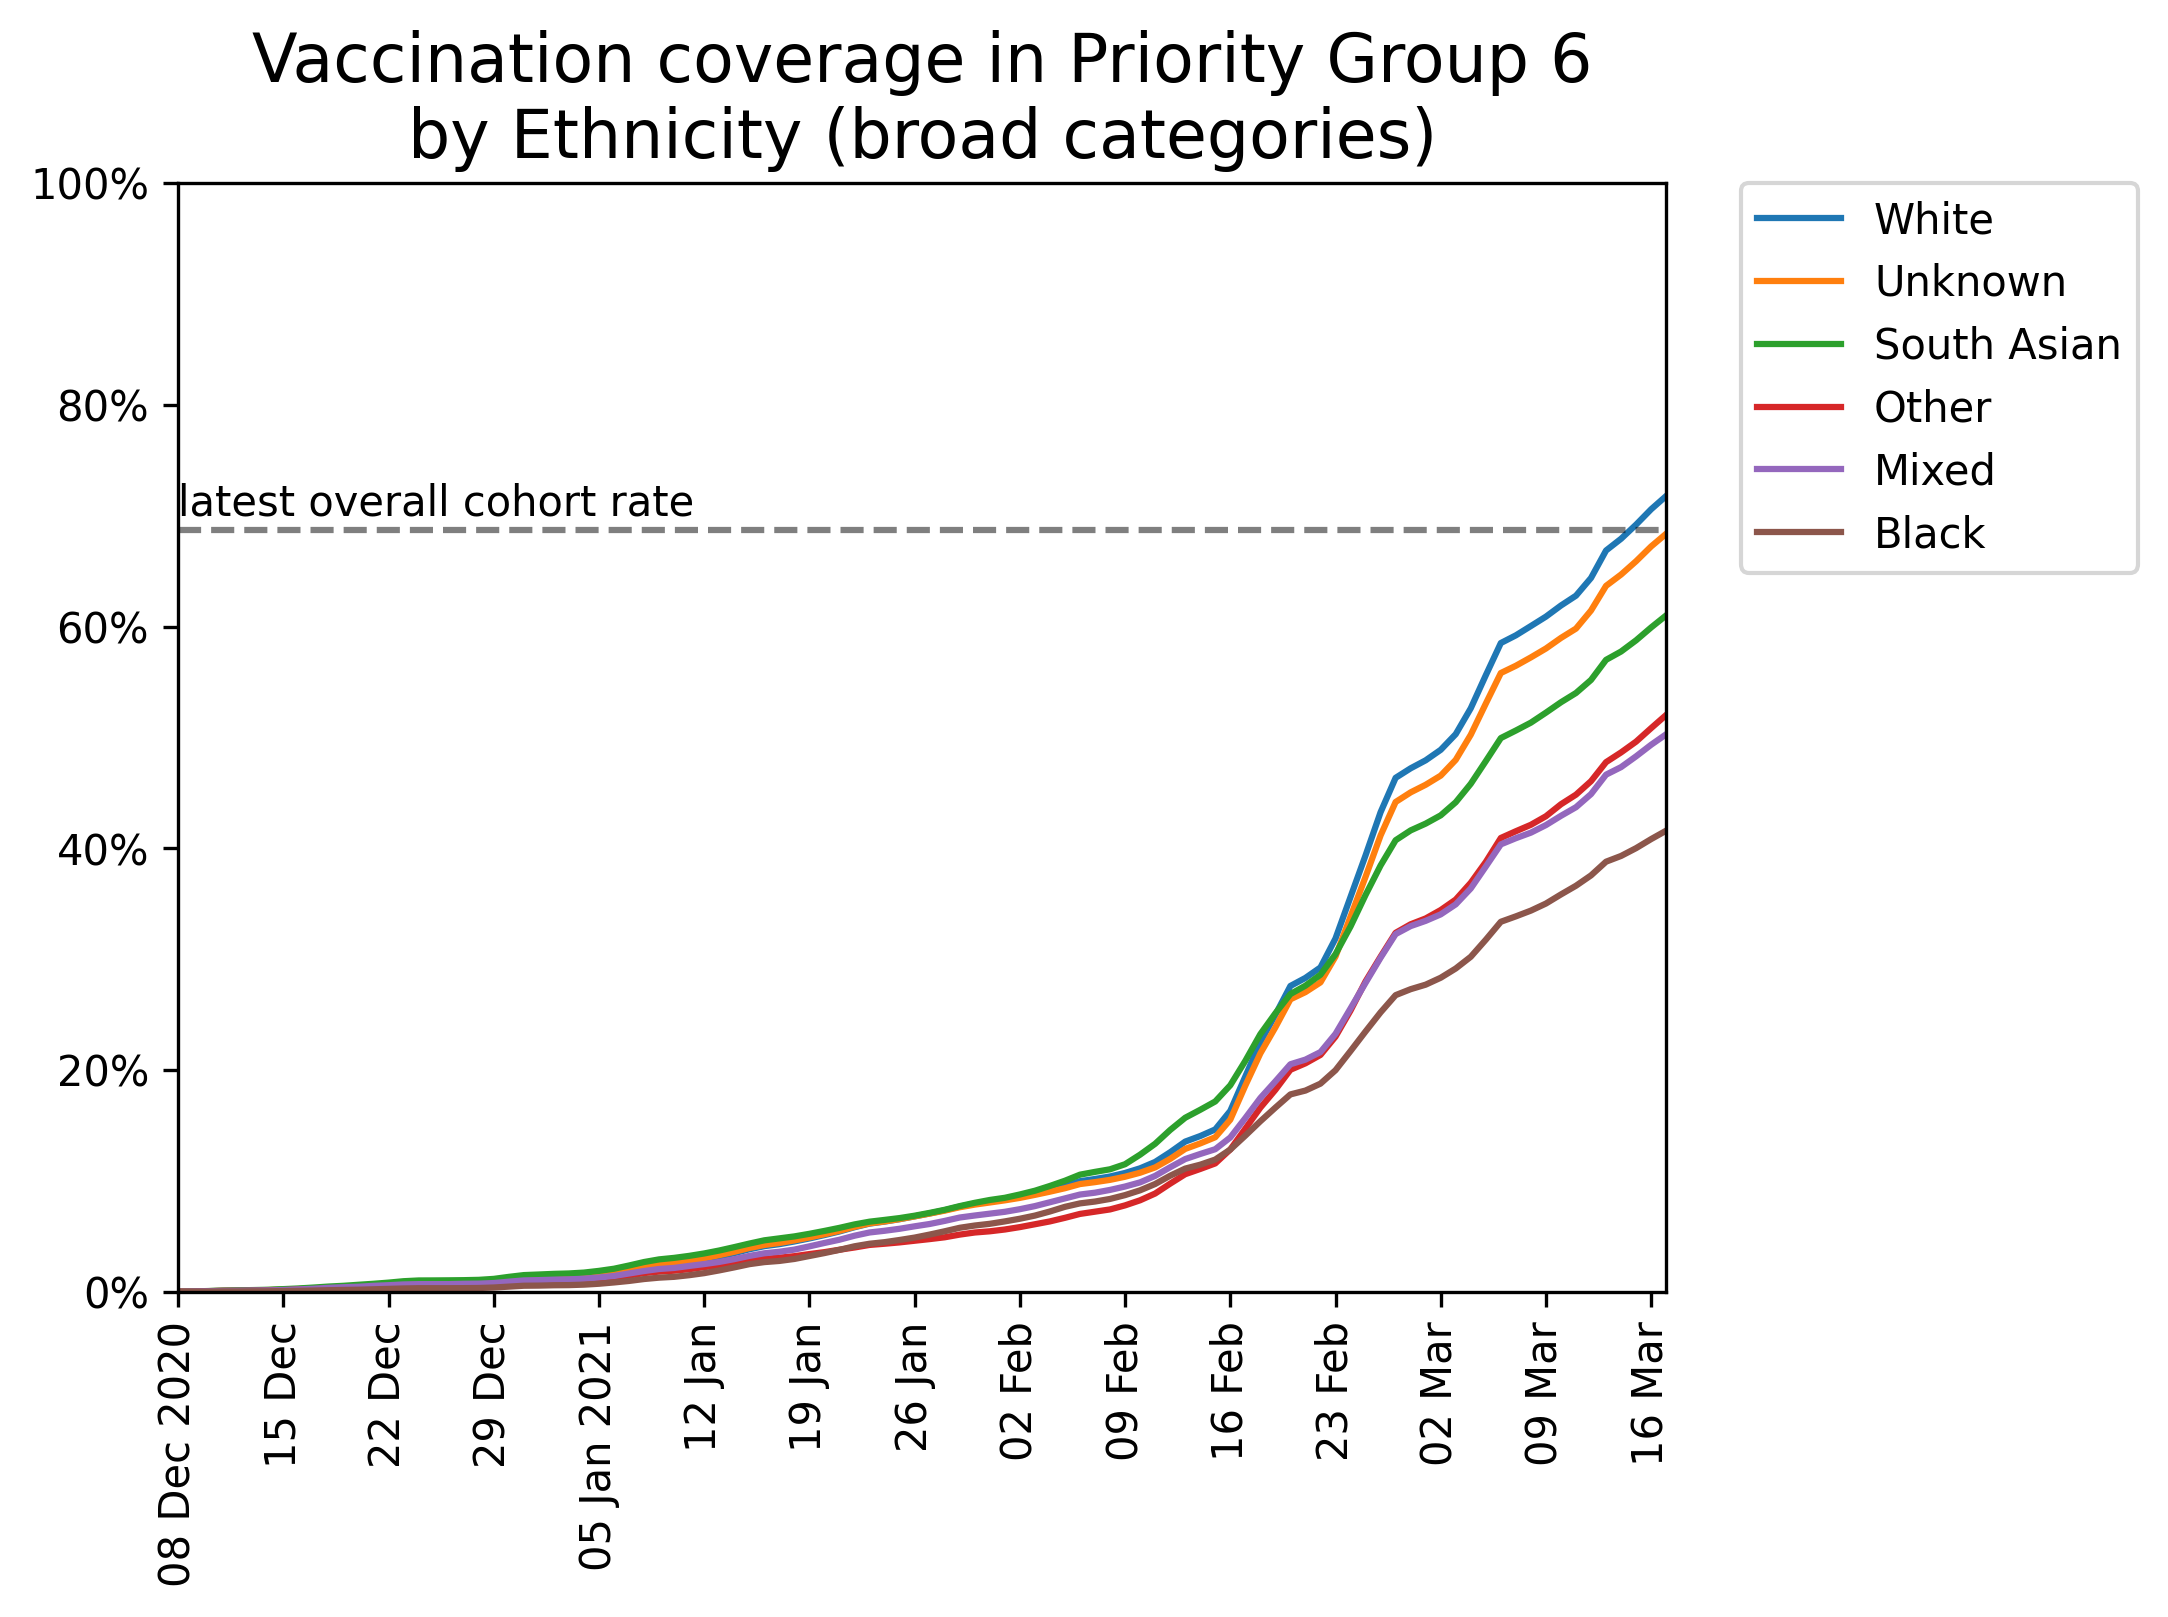 Vaccination coverage in Priority Group 6
by Ethnicity (broad categories)
100%
80%
60%
40%
20%
0%
latest overall cohort rate
White
Unknown
South Asian
Other
Mixed
Black
08 Dec 2020
15 Dec
22 Dec
29 Dec
05 Jan 2021
12 Jan
19 Jan
26 Jan
02 Feb
09 Feb
16 Feb
23 Feb
02 Mar
09 Mar
16 Mar